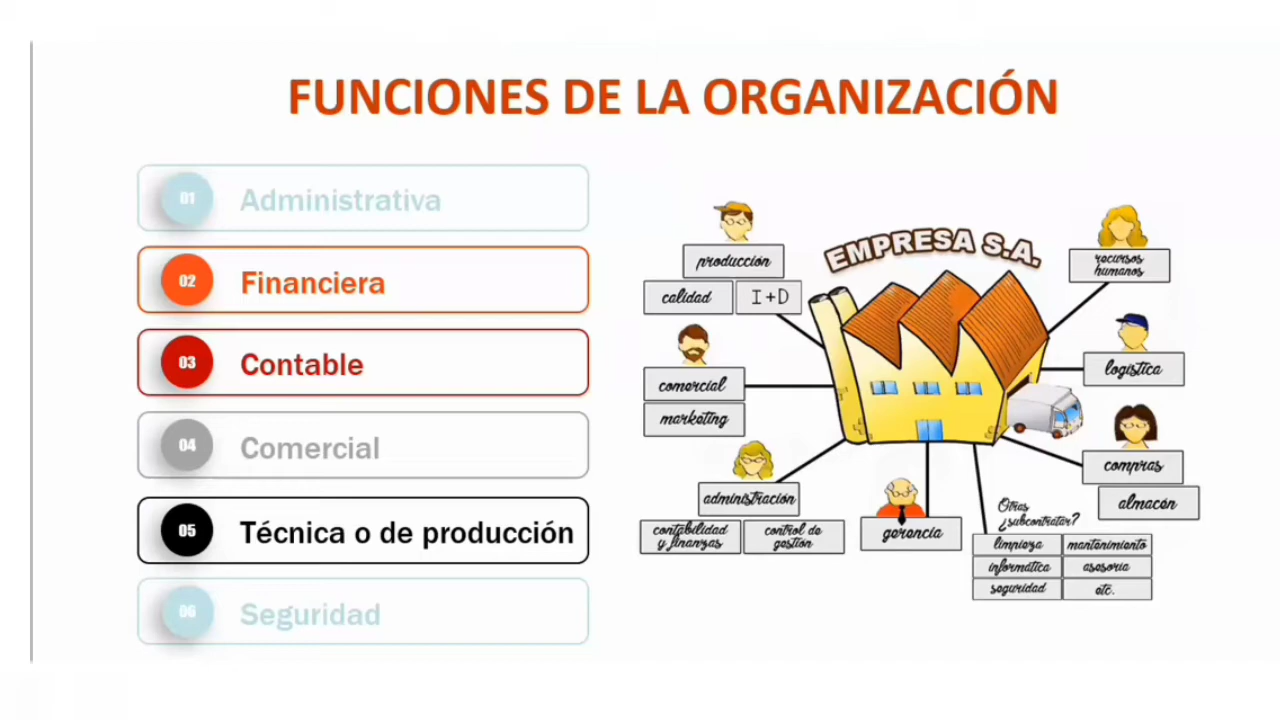 FUNCIONES DE LA ORGANIZACIÓN
01 Administrativa
02 Financiera
03 Contable
04 Comercial
05 Técnica o de producción
06 Seguridad
EMPRESA S.A.
producción
calidad
I+D
comercial
marketing
administración
contabilidad
y finanzas
control de
gestión
gerencia
Otras
¿subcontratar?
limpieza
mantenimiento
informática
asesoría
seguridad
etc.
recursos
humanos
logística
compras
almacén